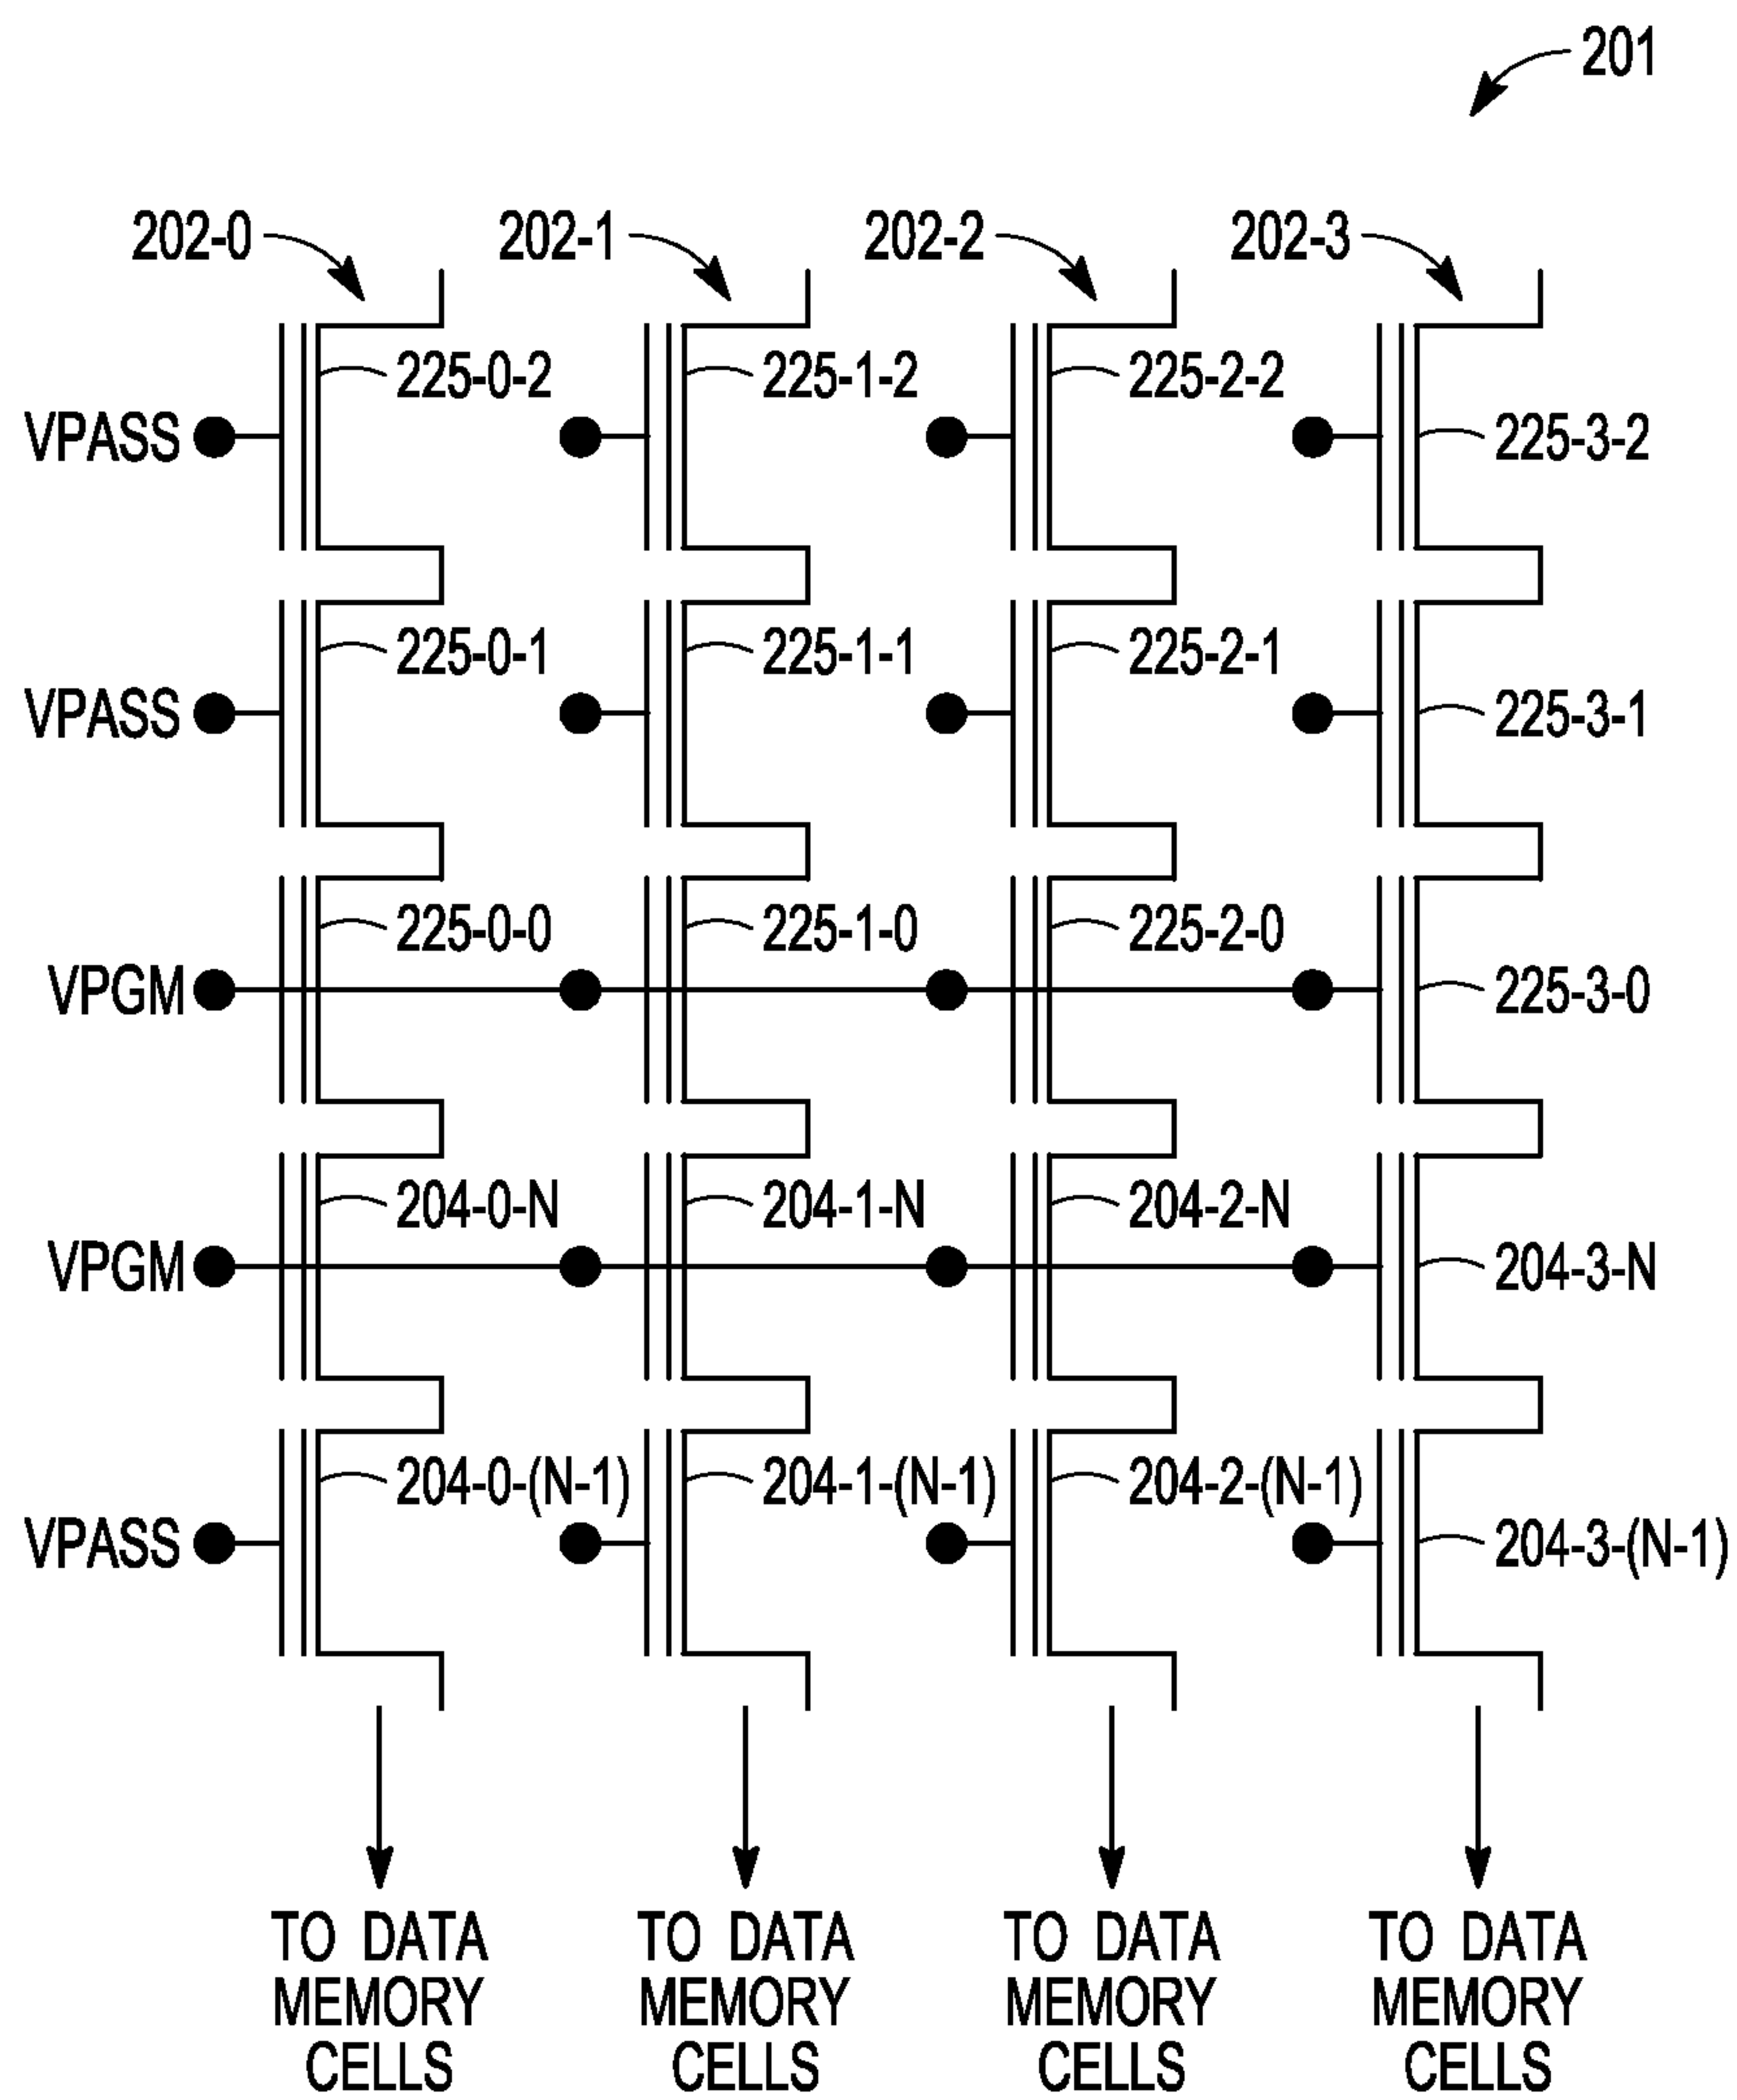 201
202-0 202-1 202-2 202-3
225-0-2 225-1-2 225-2-2
VPASS 225-3-2
225-0-1 225-1-1 225-2-1
VPASS 225-3-1
225-0-0 225-1-0 225-2-0
VPGM 225-3-0
204-0-N 204-1-N 204-2-N
VPGM 204-3-N
204-0-(N-1) 204-1-(N-1) 204-2-(N-1)
VPASS 204-3-(N-1)
TO DATA TO DATA TO DATA TO DATA
MEMORY MEMORY MEMORY MEMORY
CELLS CELLS CELLS CELLS